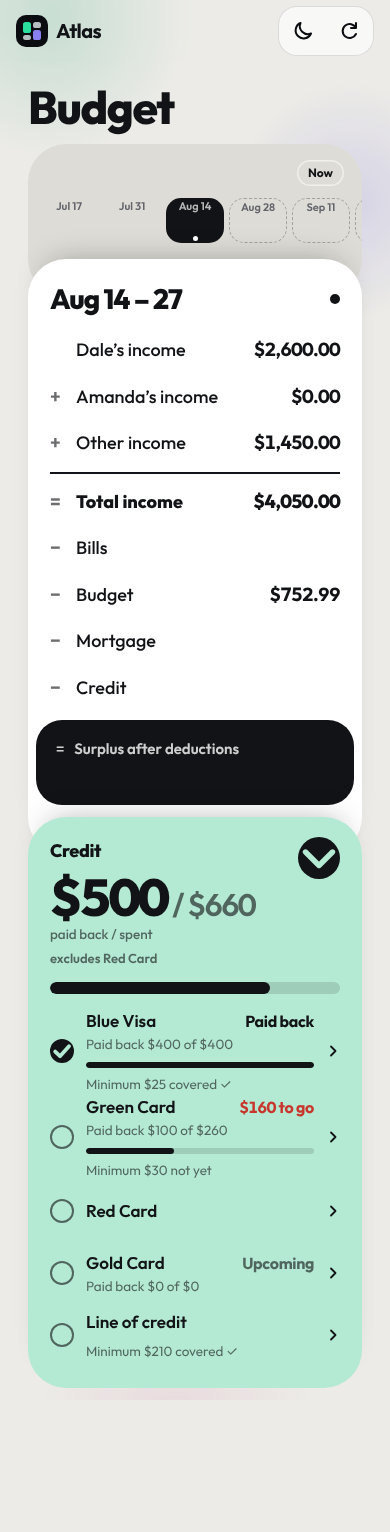 Atlas
Budget
Now
Jul 17 Jul 31 Aug 14 Aug 28 Sep 11
Aug 14 – 27
Dale’s income $2,600.00
+ Amanda’s income $0.00
+ Other income $1,450.00
= Total income $4,050.00
− Bills
− Budget $752.99
− Mortgage
− Credit
= Surplus after deductions
Credit
$500 / $660
paid back / spent
excludes Red Card
Blue Visa Paid back
Paid back $400 of $400
Minimum $25 covered ✓
Green Card $160 to go
Paid back $100 of $260
Minimum $30 not yet
Red Card
Gold Card Upcoming
Paid back $0 of $0
Line of credit
Minimum $210 covered ✓